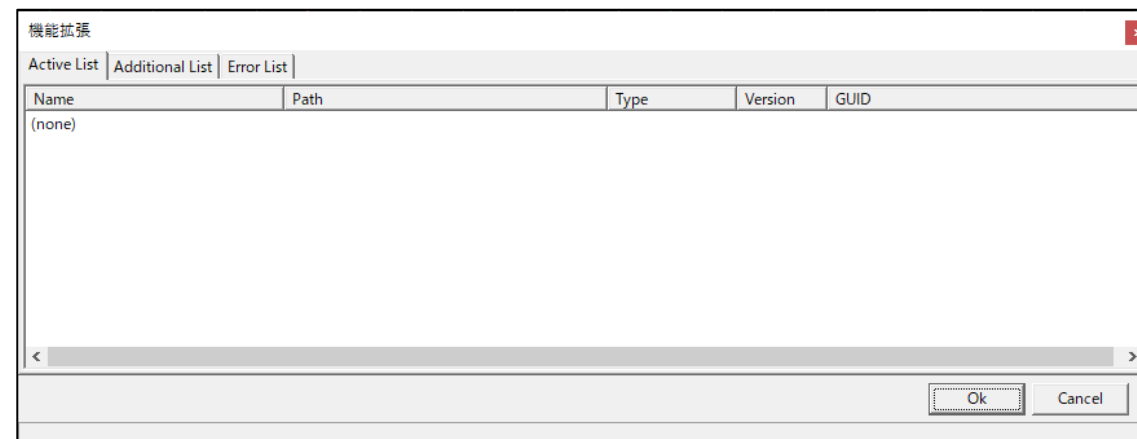 機能拡張
Active List Additional List Error List
Name Path Type Version GUID
(none)
Ok Cancel